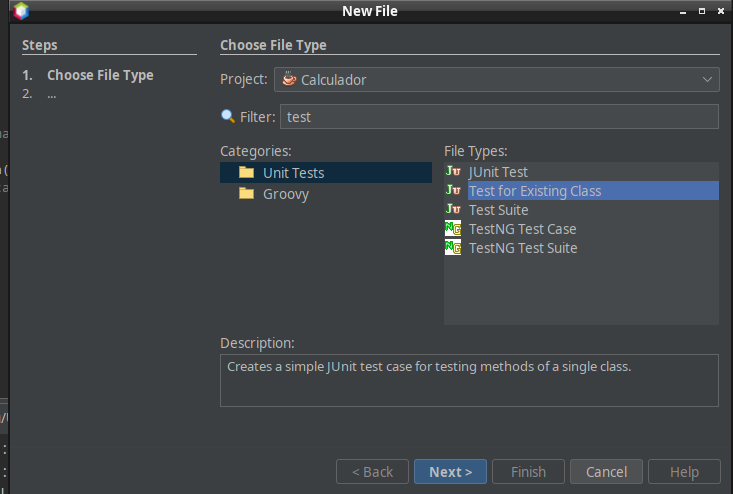 New File
Steps
1. Choose File Type
2. ...
Choose File Type
Project: Calculador
Filter: test
Categories:
Unit Tests
Groovy
File Types:
JUnit Test
Test for Existing Class
Test Suite
TestNG Test Case
TestNG Test Suite
Description:
Creates a simple JUnit test case for testing methods of a single class.
< Back
Next >
Finish
Cancel
Help